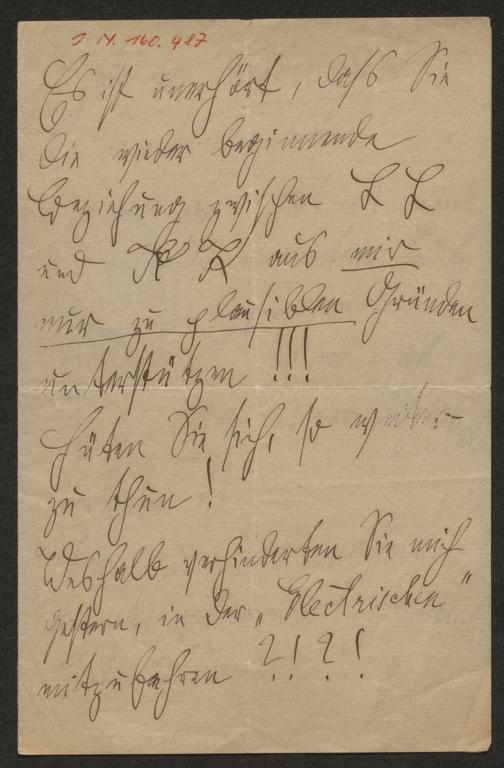 I.N. 160.487
Es ist unerhört, dass Sie
die wieder beginnende
Beziehung zwischen L L
und K K aus mir
nur zu plausiblen Gründen
unterstützen !!!
Hüten Sie sich, so weiter
zu thun !
Weshalb verhinderten Sie mich
gestern, in der „Electrischen“
mitzufahren ?!?!